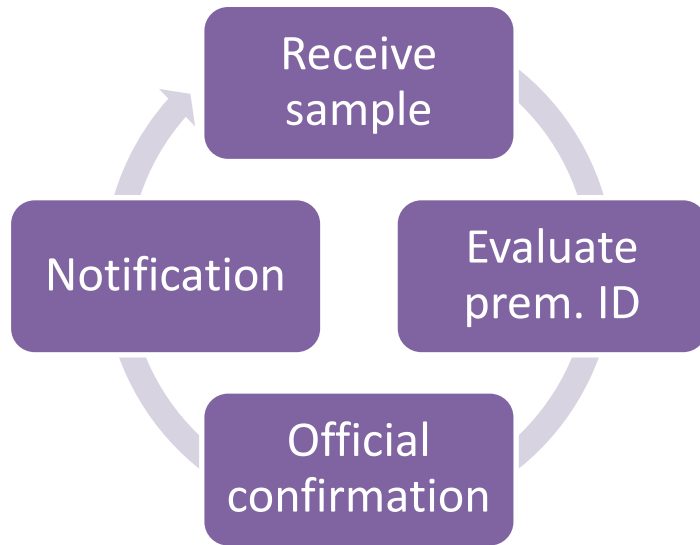 Receive
sample
Evaluate
prem. ID
Official
confirmation
Notification